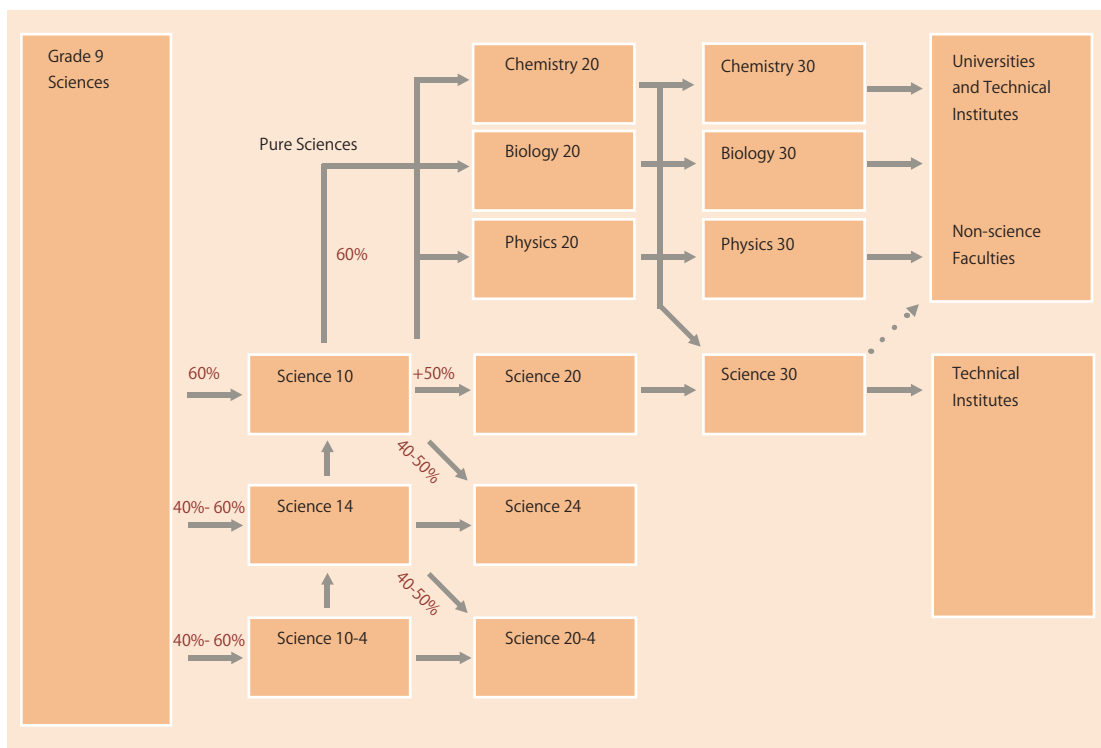 Grade 9
Sciences
Pure Sciences
60%
60%
40%- 60%
40%- 60%
Science 10
Science 14
Science 10-4
+50%
40-50%
40-50%
Chemistry 20
Biology 20
Physics 20
Science 20
Science 24
Science 20-4
Chemistry 30
Biology 30
Physics 30
Science 30
Universities
and Technical
Institutes
Non-science
Faculties
Technical
Institutes